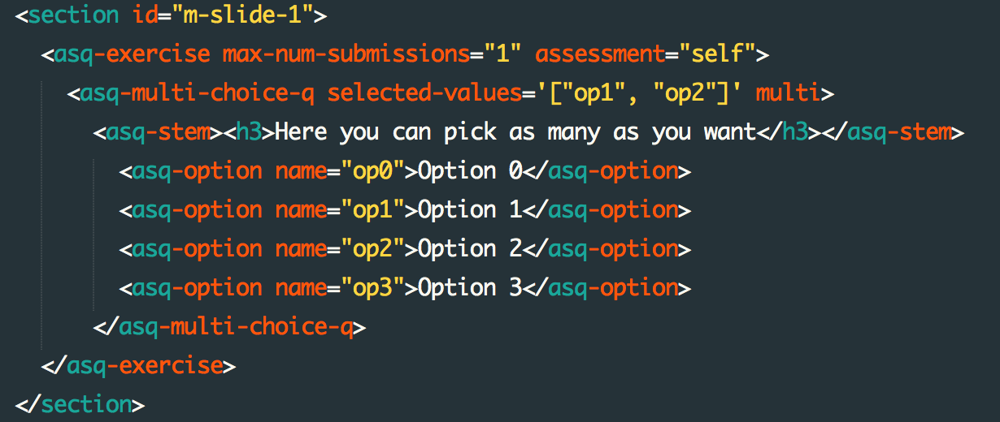 <section id="m-slide-1">
<asq-exercise max-num-submissions="1" assessment="self">
<asq-multi-choice-q selected-values='["op1", "op2"]' multi>
<asq-stem><h3>Here you can pick as many as you want</h3></asq-stem>
<asq-option name="op0">Option 0</asq-option>
<asq-option name="op1">Option 1</asq-option>
<asq-option name="op2">Option 2</asq-option>
<asq-option name="op3">Option 3</asq-option>
</asq-multi-choice-q>
</asq-exercise>
</section>